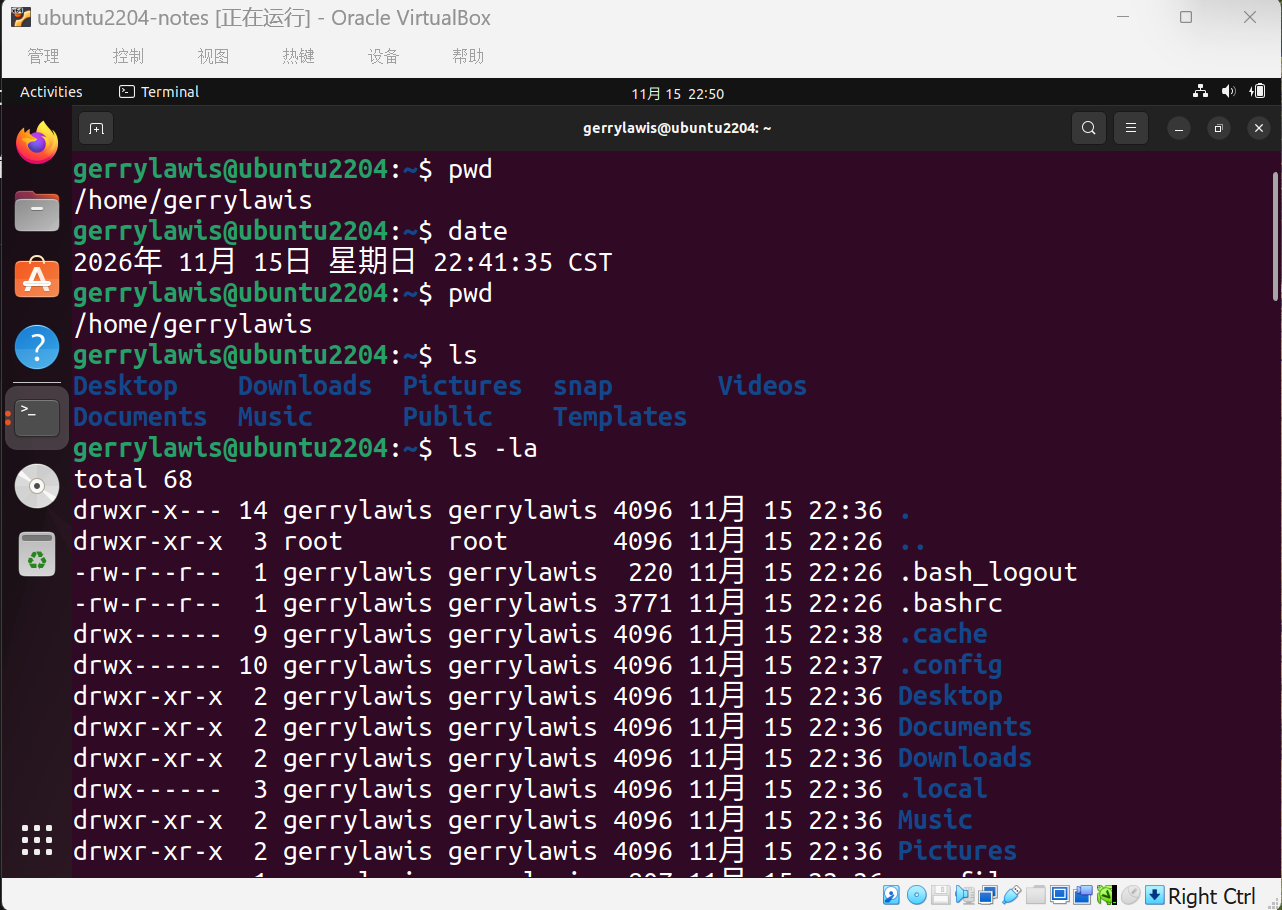 ubuntu2204-notes [正在运行] - Oracle VirtualBox
管理 控制 视图 热键 设备 帮助
Activities Terminal 11月 15 22:50
gerrylawis@ubuntu2204: ~
gerrylawis@ubuntu2204:~$ pwd
/home/gerrylawis
gerrylawis@ubuntu2204:~$ date
2026年 11月 15日 星期日 22:41:35 CST
gerrylawis@ubuntu2204:~$ pwd
/home/gerrylawis
gerrylawis@ubuntu2204:~$ ls
Desktop Downloads Pictures snap Videos
Documents Music Public Templates
gerrylawis@ubuntu2204:~$ ls -la
total 68
drwxr-x--- 14 gerrylawis gerrylawis 4096 11月 15 22:36 .
drwxr-xr-x 3 root root 4096 11月 15 22:26 ..
-rw-r--r-- 1 gerrylawis gerrylawis 220 11月 15 22:26 .bash_logout
-rw-r--r-- 1 gerrylawis gerrylawis 3771 11月 15 22:26 .bashrc
drwx------ 9 gerrylawis gerrylawis 4096 11月 15 22:38 .cache
drwx------ 10 gerrylawis gerrylawis 4096 11月 15 22:37 .config
drwxr-xr-x 2 gerrylawis gerrylawis 4096 11月 15 22:36 Desktop
drwxr-xr-x 2 gerrylawis gerrylawis 4096 11月 15 22:36 Documents
drwxr-xr-x 2 gerrylawis gerrylawis 4096 11月 15 22:36 Downloads
drwx------ 3 gerrylawis gerrylawis 4096 11月 15 22:36 .local
drwxr-xr-x 2 gerrylawis gerrylawis 4096 11月 15 22:36 Music
drwxr-xr-x 2 gerrylawis gerrylawis 4096 11月 15 22:36 Pictures
Right Ctrl